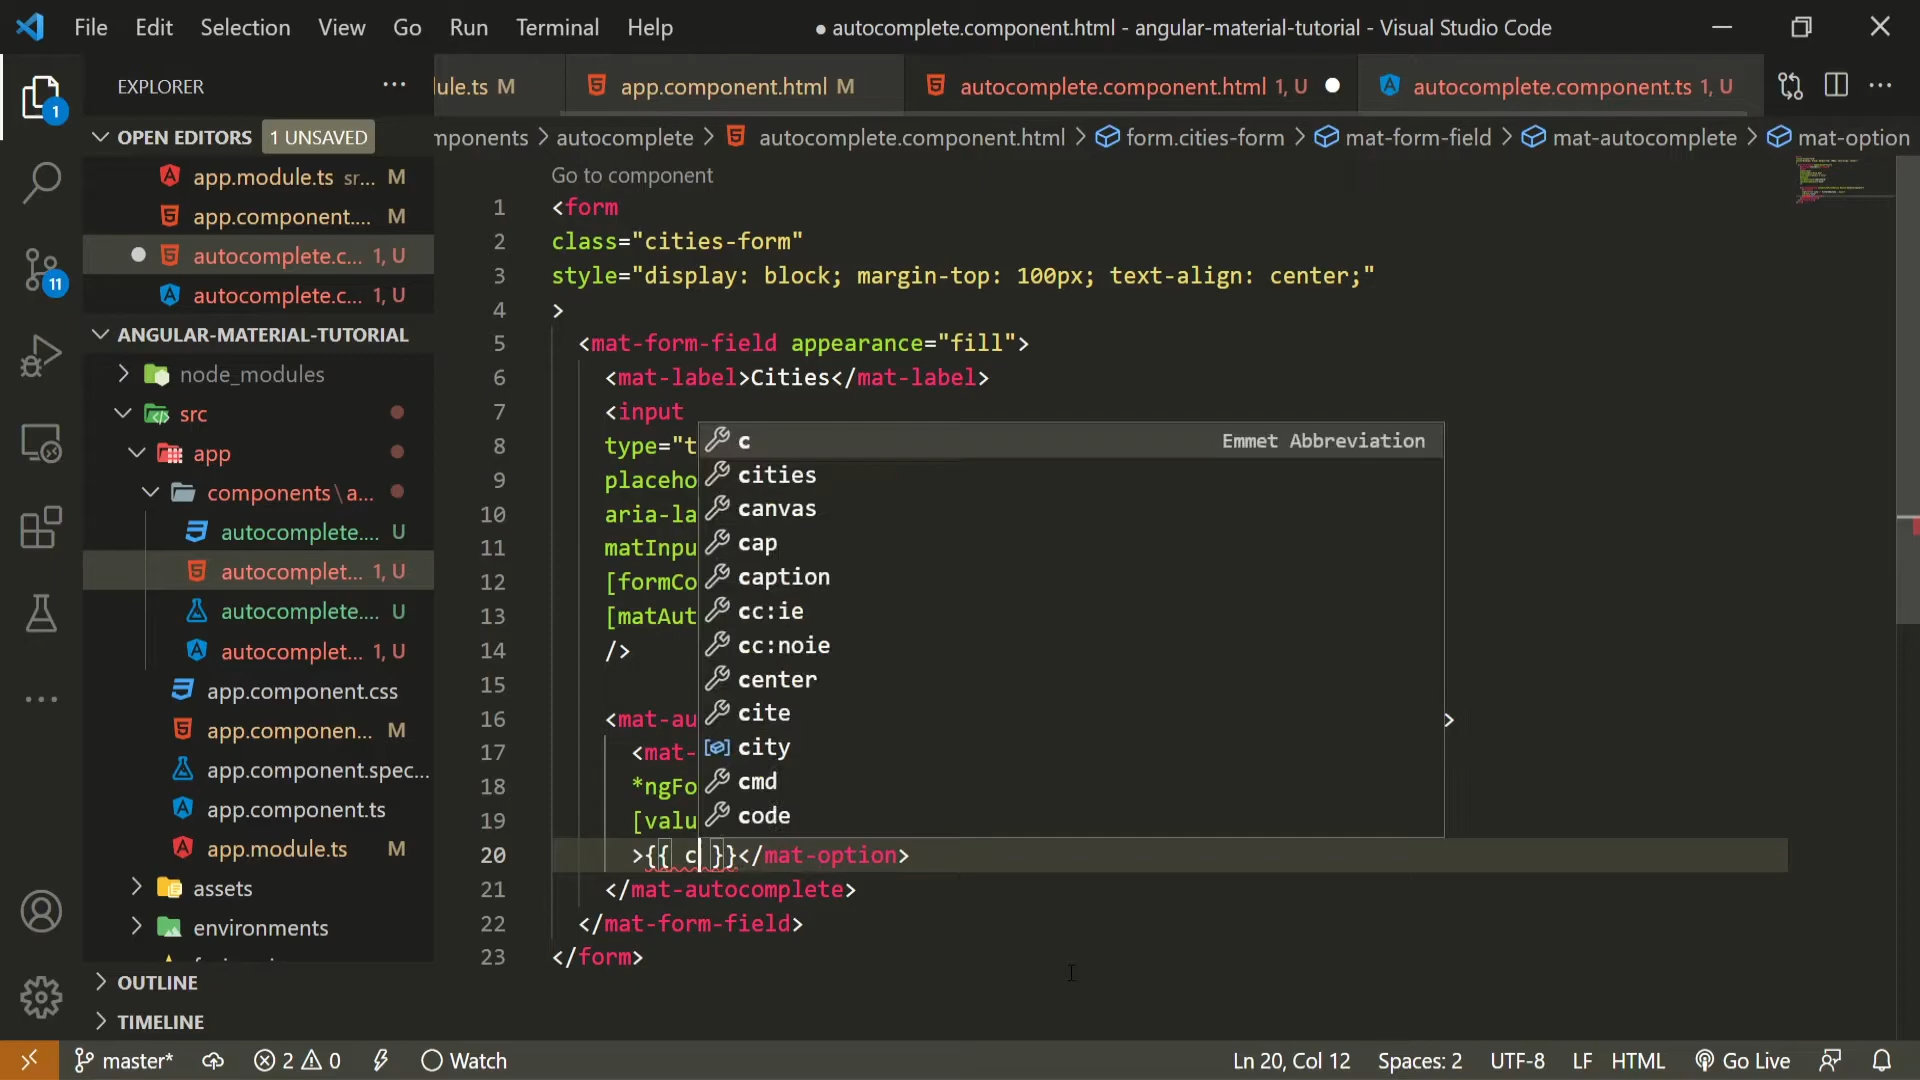 File Edit Selection View Go Run Terminal Help
● autocomplete.component.html - angular-material-tutorial - Visual Studio Code
EXPLORER ···
ule.ts M
app.component.html M
autocomplete.component.html 1, U
autocomplete.component.ts 1, U
OPEN EDITORS 1 UNSAVED
mponents > autocomplete > autocomplete.component.html > form.cities-form > mat-form-field > mat-autocomplete > mat-option
app.module.ts sr... M
app.component.... M
autocomplete.c... 1, U
autocomplete.c... 1, U
ANGULAR-MATERIAL-TUTORIAL
node_modules
src
app
components\a...
autocomplete.... U
autocomplet... 1, U
autocomplete.... U
autocomplet... 1, U
app.component.css
app.componen... M
app.component.spec...
app.component.ts
app.module.ts M
assets
environments
OUTLINE
TIMELINE
1
11
Go to component
1 <form
2 class="cities-form"
3 style="display: block; margin-top: 100px; text-align: center;"
4 >
5 <mat-form-field appearance="fill">
6 <mat-label>Cities</mat-label>
7 <input
8 type="t
9 placeho
10 aria-la
11 matInpu
12 [formCo
13 [matAut
14 />
15
16 <mat-au >
17 <mat-
18 *ngFo
19 [valu
20 >{{ c }}</mat-option>
21 </mat-autocomplete>
22 </mat-form-field>
23 </form>
c Emmet Abbreviation
cities
canvas
cap
caption
cc:ie
cc:noie
center
cite
city
cmd
code
master* 2 0 Watch
Ln 20, Col 12 Spaces: 2 UTF-8 LF HTML Go Live